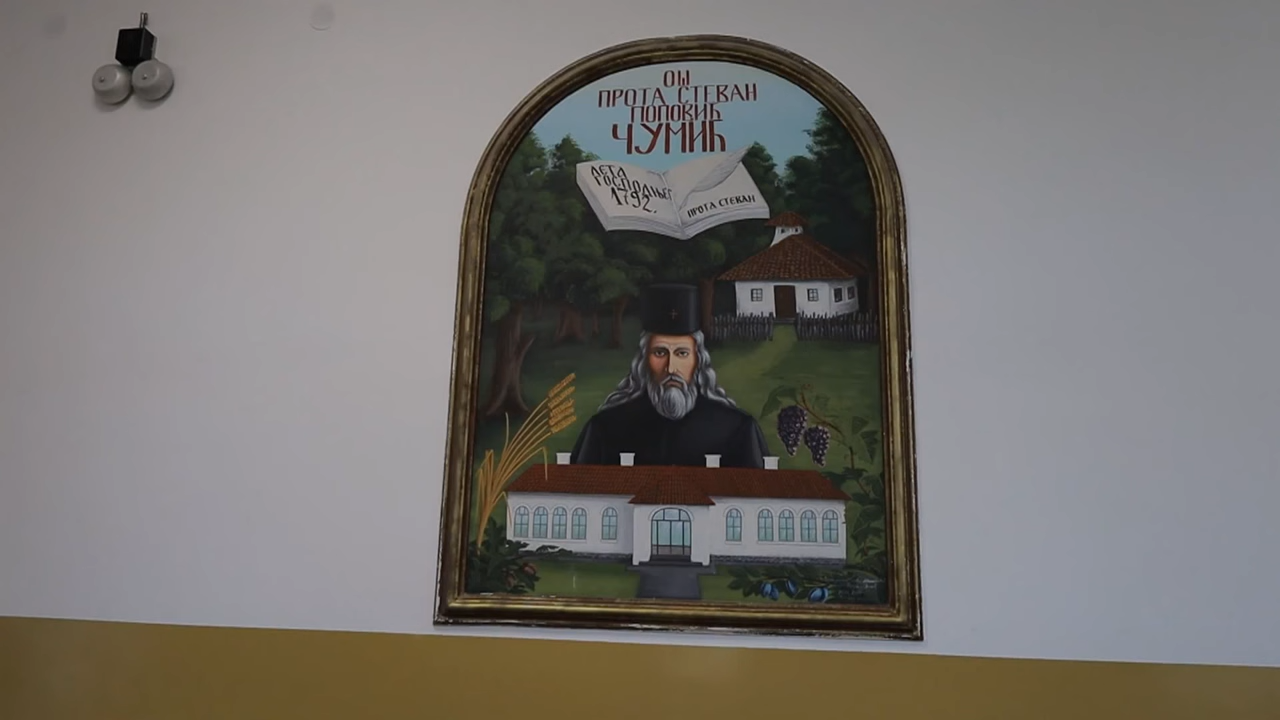 ОШ
ПРОТА СТЕВАН
ПОПОВИЋ
ЧУМИЋ
ЛЕТА
ГОСПОДЊЕГ
1792.
ПРОТА СТЕВАН